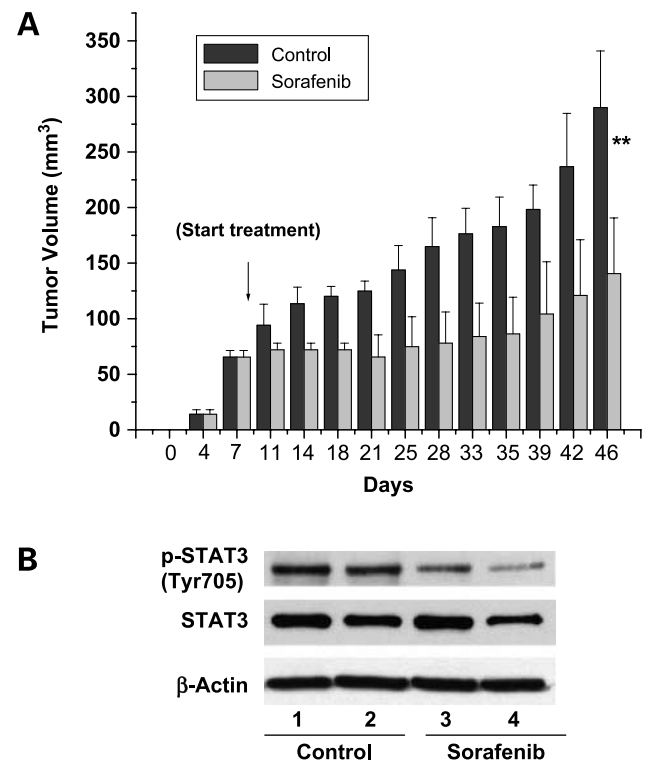 A
Control
Sorafenib
350
300
250
200
150
100
50
0
Tumor Volume (mm³)
(Start treatment)
**
0 4 7 11 14 18 21 25 28 33 35 39 42 46
Days
B
p-STAT3
(Tyr705)
STAT3
β-Actin
1 2 3 4
Control Sorafenib